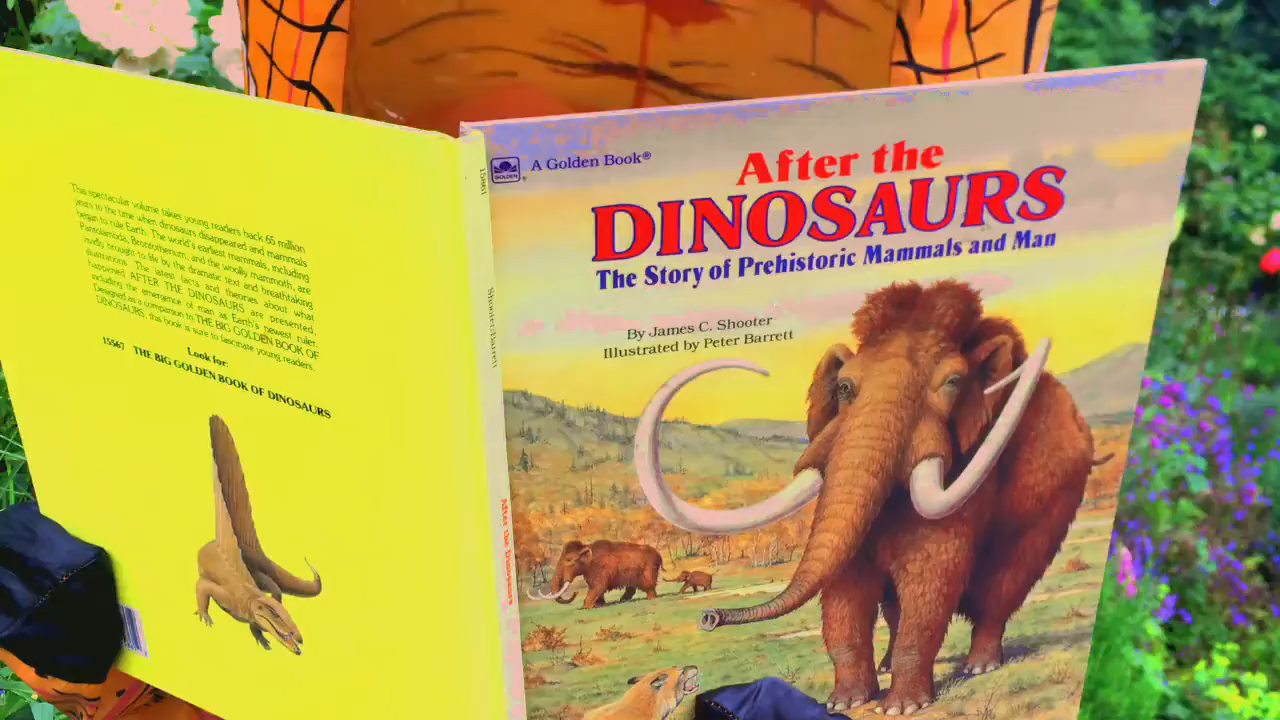 This spectacular volume takes young readers back 65 million
years to the time when dinosaurs disappeared and mammals
began to rule Earth. The world's earliest mammals, including
Pantolambda, Brontotherium, and the woolly mammoth, are
vividly brought to life by the dramatic text and breathtaking
illustrations. The latest facts and theories about what
happened AFTER THE DINOSAURS are presented,
including the emergence of man as Earth's newest ruler.
Designed as a companion to THE BIG GOLDEN BOOK OF
DINOSAURS, this book is sure to fascinate young readers.
Look for:
15567 THE BIG GOLDEN BOOK OF DINOSAURS
Shooter/Barrett
After the Dinosaurs
GOLDEN
A Golden Book®
After the
DINOSAURS
The Story of Prehistoric Mammals and Man
By James C. Shooter
Illustrated by Peter Barrett